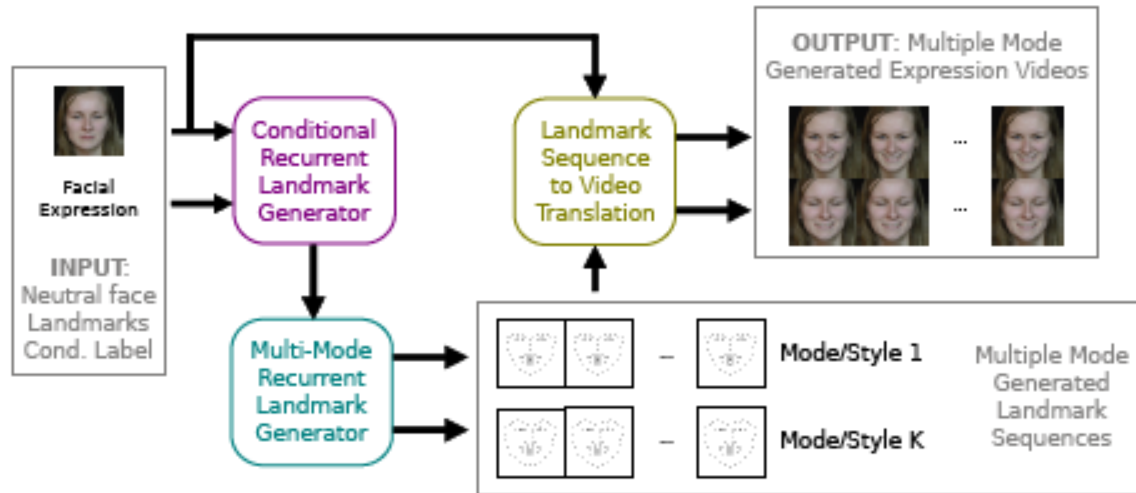 Facial
Expression
INPUT:
Neutral face
Landmarks
Cond. Label
Conditional
Recurrent
Landmark
Generator
Multi-Mode
Recurrent
Landmark
Generator
Landmark
Sequence
to Video
Translation
OUTPUT: Multiple Mode
Generated Expression Videos
...
...
... Mode/Style 1
... Mode/Style K
Multiple Mode
Generated
Landmark
Sequences